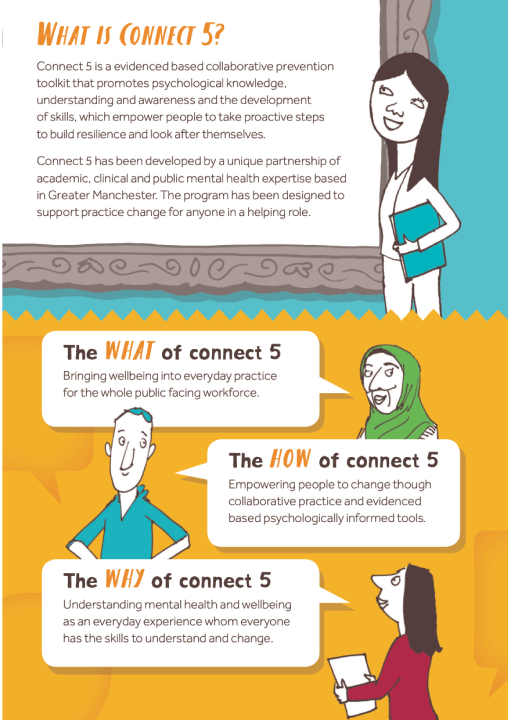 WHAT IS CONNECT 5?
Connect 5 is a evidenced based collaborative prevention
toolkit that promotes psychological knowledge,
understanding and awareness and the development
of skills, which empower people to take proactive steps
to build resilience and look after themselves.
Connect 5 has been developed by a unique partnership of
academic, clinical and public mental health expertise based
in Greater Manchester. The program has been designed to
support practice change for anyone in a helping role.
The WHAT of connect 5
Bringing wellbeing into everyday practice
for the whole public facing workforce.
The HOW of connect 5
Empowering people to change though
collaborative practice and evidenced
based psychologically informed tools.
The WHY of connect 5
Understanding mental health and wellbeing
as an everyday experience whom everyone
has the skills to understand and change.